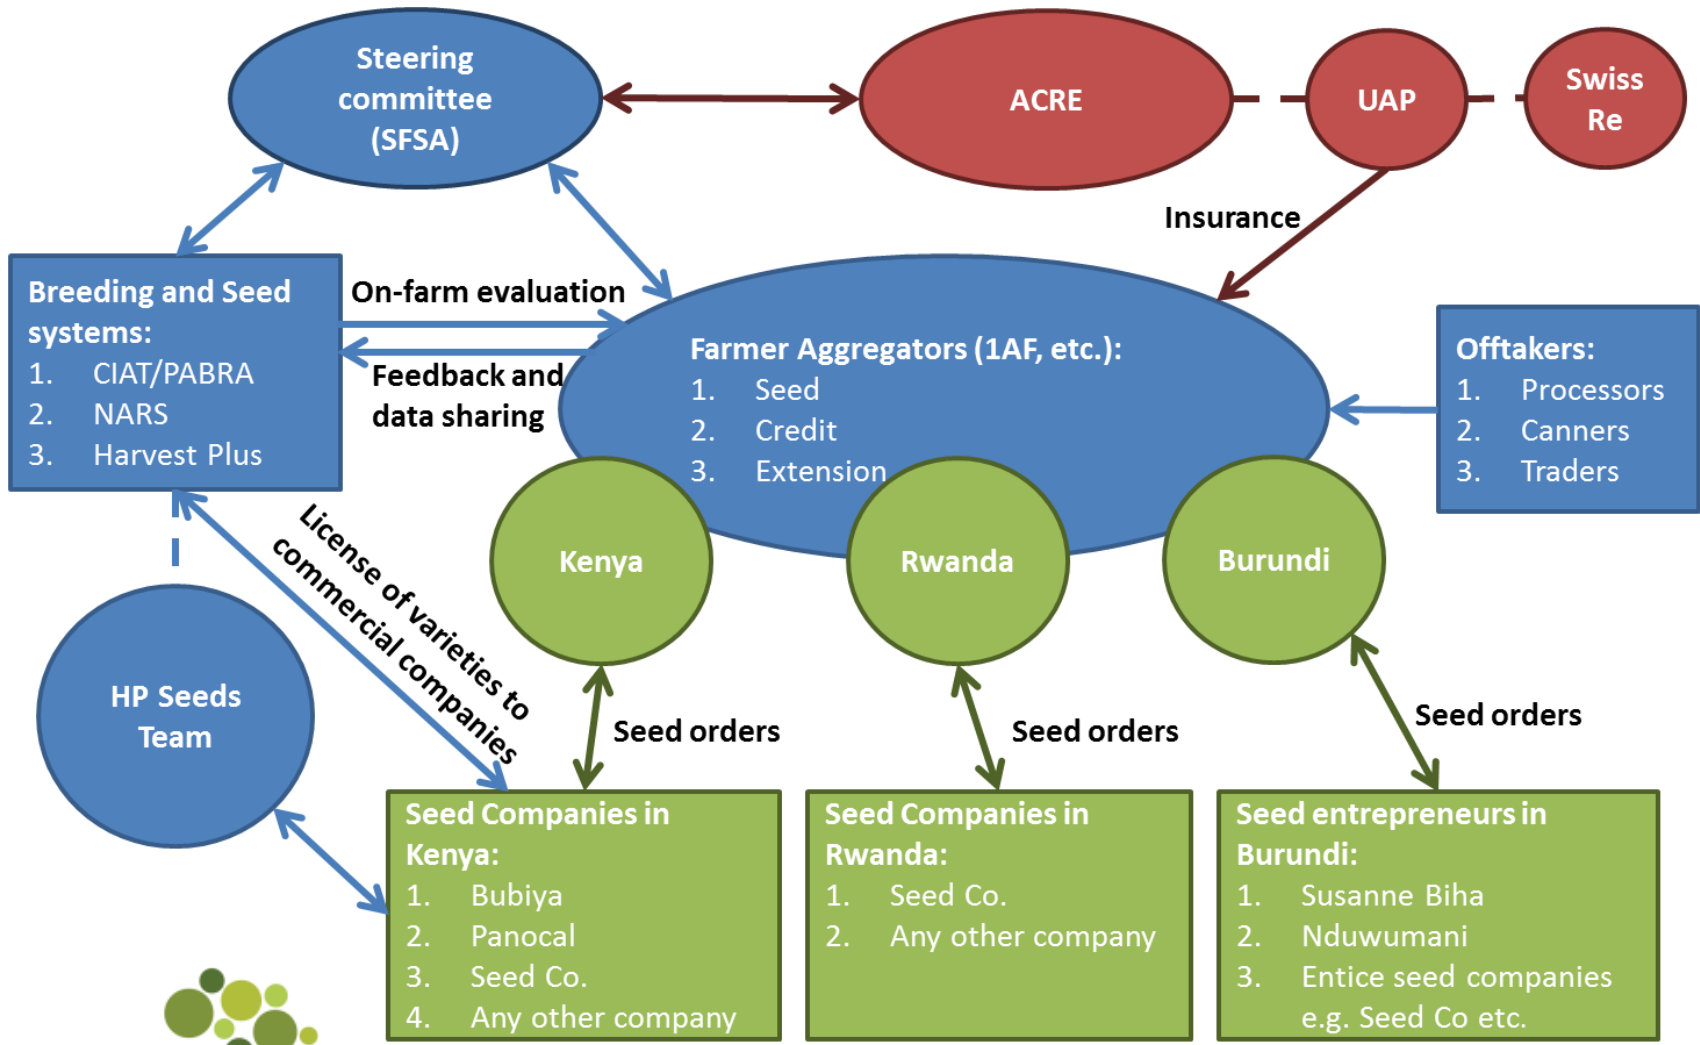 Steering
committee
(SFSA)
ACRE
UAP
Swiss
Re
Insurance
Breeding and Seed
systems:
1. CIAT/PABRA
2. NARS
3. Harvest Plus
On-farm evaluation
Feedback and
data sharing
Farmer Aggregators (1AF, etc.):
1. Seed
2. Credit
3. Extension
Offtakers:
1. Processors
2. Canners
3. Traders
Kenya
Rwanda
Burundi
License of varieties to
commercial companies
HP Seeds
Team
Seed orders
Seed orders
Seed orders
Seed Companies in
Kenya:
1. Bubiya
2. Panocal
3. Seed Co.
4. Any other company
Seed Companies in
Rwanda:
1. Seed Co.
2. Any other company
Seed entrepreneurs in
Burundi:
1. Susanne Biha
2. Nduwumani
3. Entice seed companies
e.g. Seed Co etc.